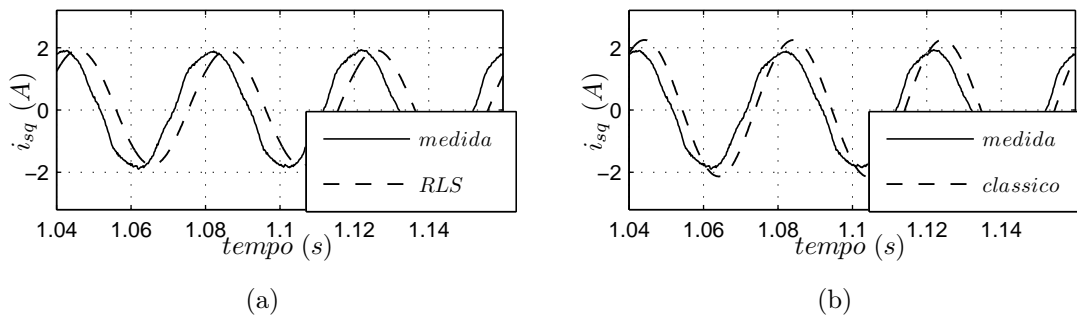 2
0
−2
i_sq (A)
medida
RLS
1.04 1.06 1.08 1.1 1.12 1.14
tempo (s)
(a)
2
0
−2
i_sq (A)
medida
classico
1.04 1.06 1.08 1.1 1.12 1.14
tempo (s)
(b)